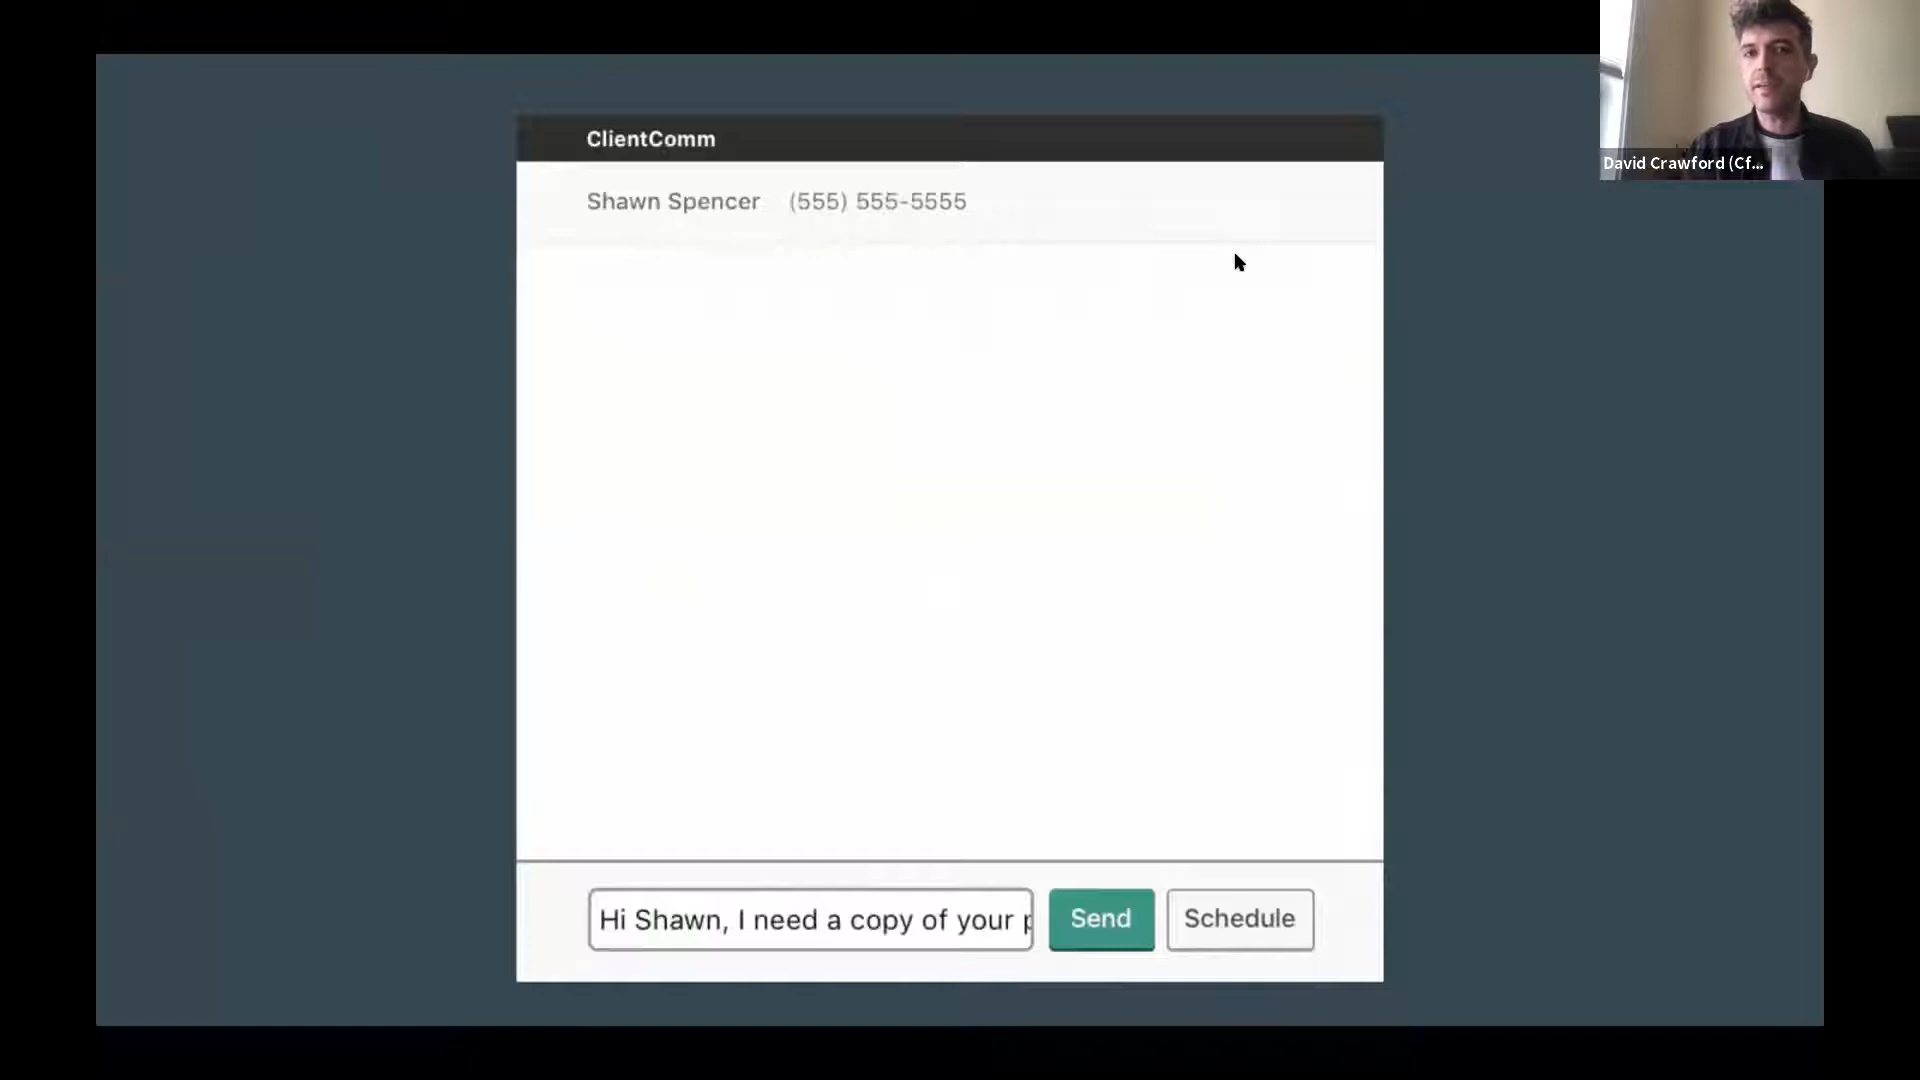 ClientComm
Shawn Spencer (555) 555-5555
David Crawford (Cf...
Hi Shawn, I need a copy of your
Send
Schedule